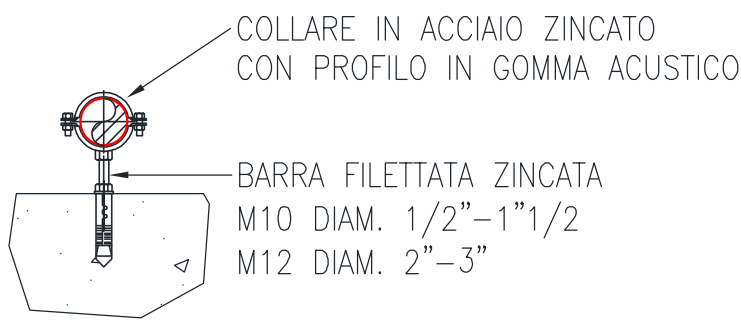 COLLARE IN ACCIAIO ZINCATO
CON PROFILO IN GOMMA ACUSTICO
BARRA FILETTATA ZINCATA
M10 DIAM. 1/2"-1"1/2
M12 DIAM. 2"-3"